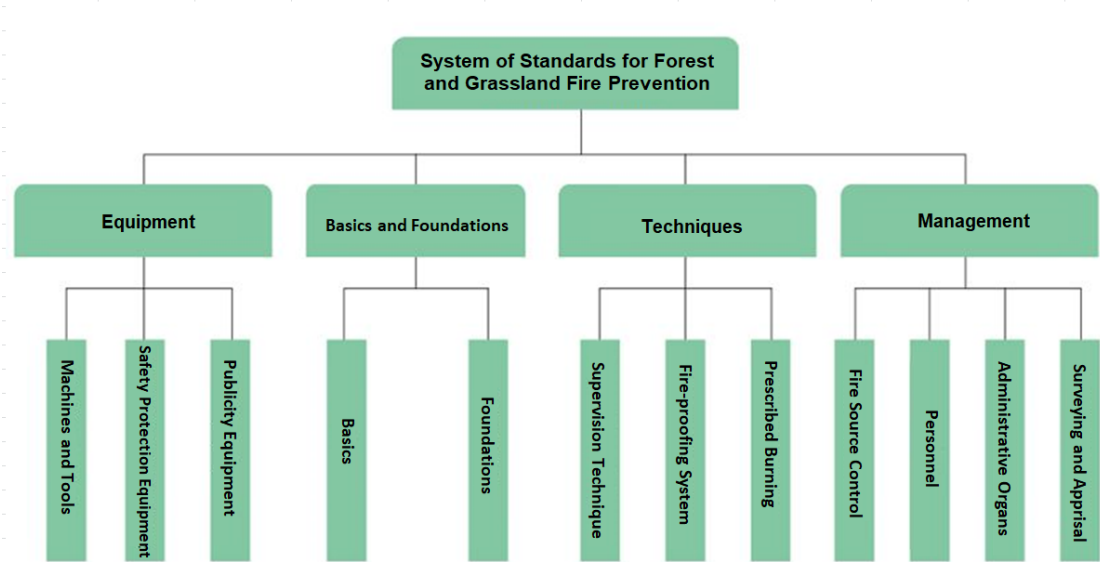 System of Standards for Forest
and Grassland Fire Prevention
Equipment
Basics and Foundations
Techniques
Management
Machines and Tools
Safety Protection Equipment
Publicity Equipment
Basics
Foundations
Supervision Technique
Fire-proofing System
Prescribed Burning
Fire Source Control
Personnel
Administrative Organs
Surveying and Apprisal